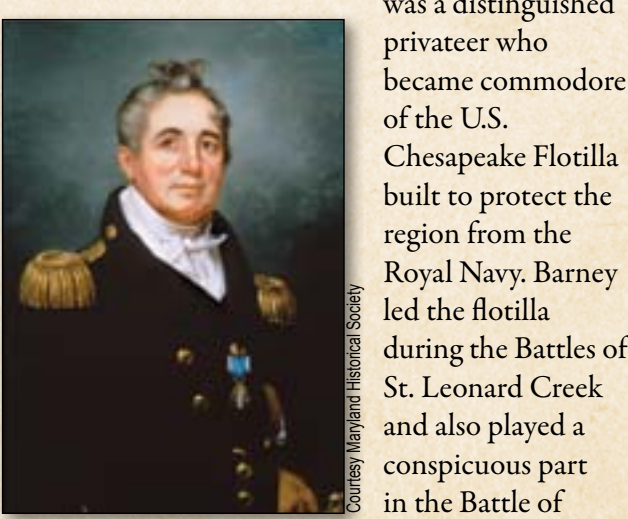 was a distinguished
privateer who
became commodore
of the U.S.
Chesapeake Flotilla
built to protect the
region from the
Royal Navy. Barney
led the flotilla
during the Battles of
St. Leonard Creek
and also played a
conspicuous part
in the Battle of
Courtesy Maryland Historical Society